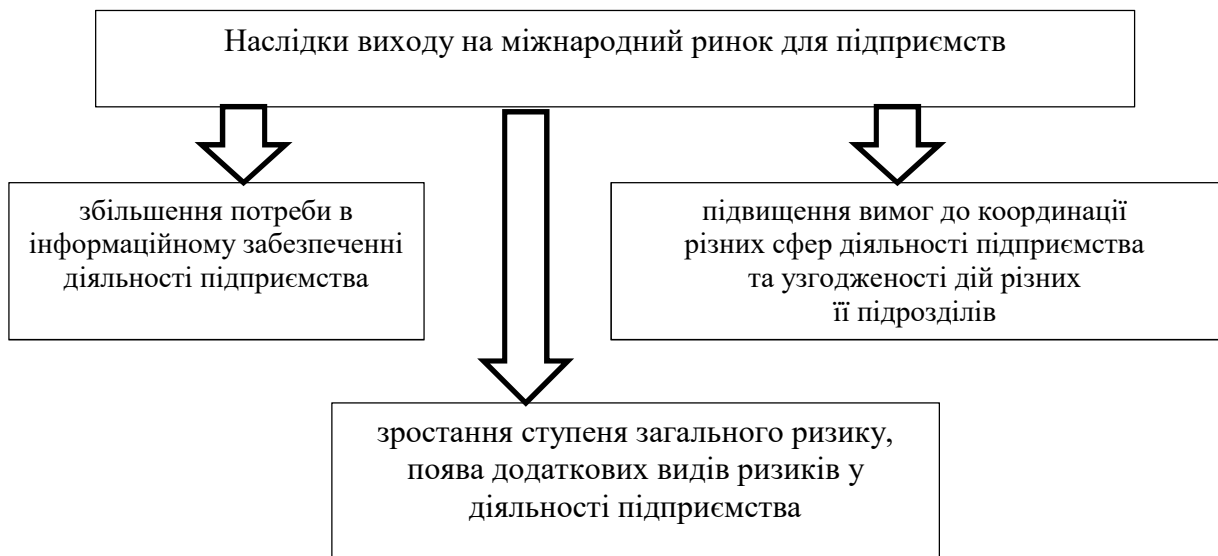 Наслідки виходу на міжнародний ринок для підприємств
збільшення потреби в
інформаційному забезпеченні
діяльності підприємства
підвищення вимог до координації
різних сфер діяльності підприємства
та узгодженості дій різних
її підрозділів
зростання ступеня загального ризику,
поява додаткових видів ризиків у
діяльності підприємства